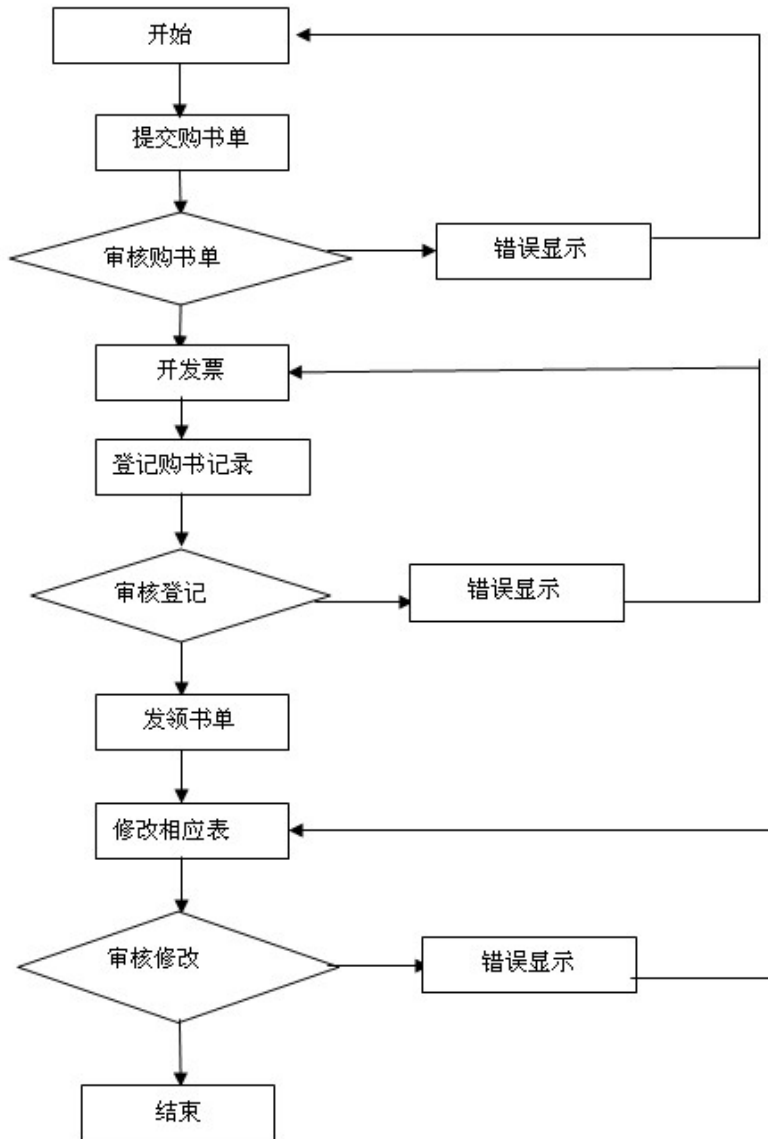 开始
提交购书单
审核购书单
错误显示
开发票
登记购书记录
审核登记
错误显示
发领书单
修改相应表
审核修改
错误显示
结束